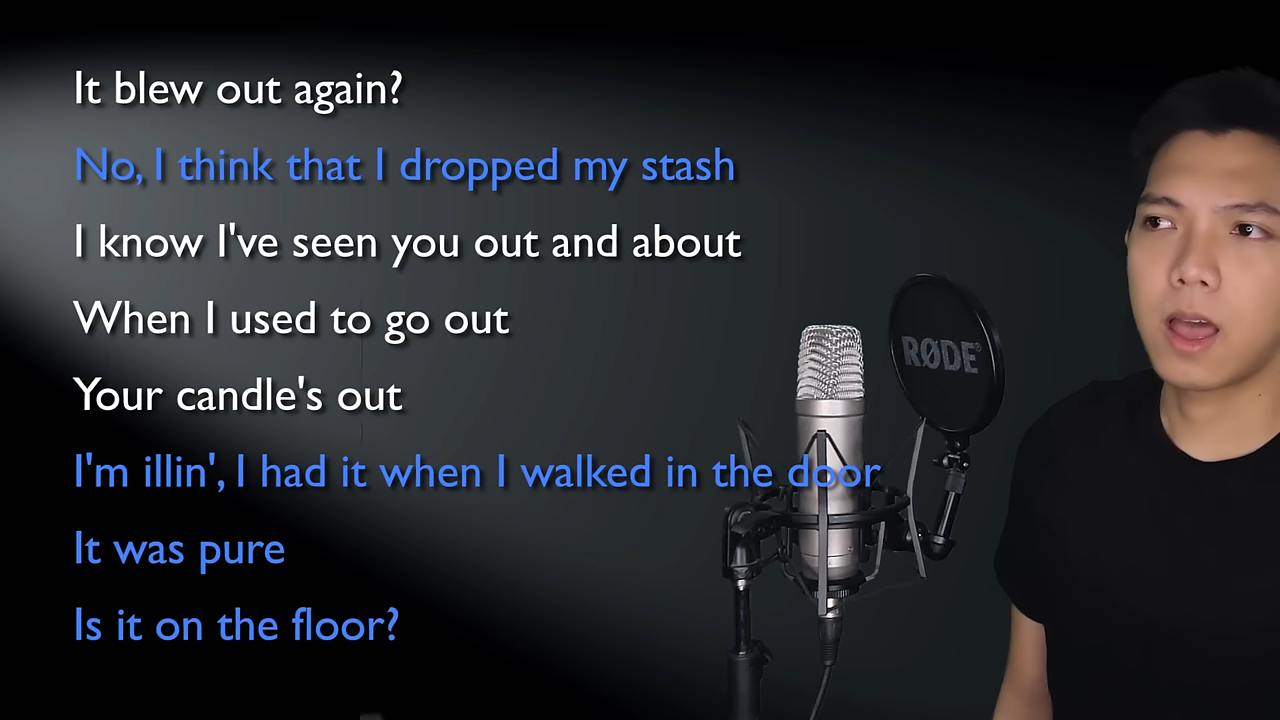 It blew out again?
No, I think that I dropped my stash
I know I've seen you out and about
When I used to go out
Your candle's out
I'm illin', I had it when I walked in the door
It was pure
Is it on the floor?
RØDE®